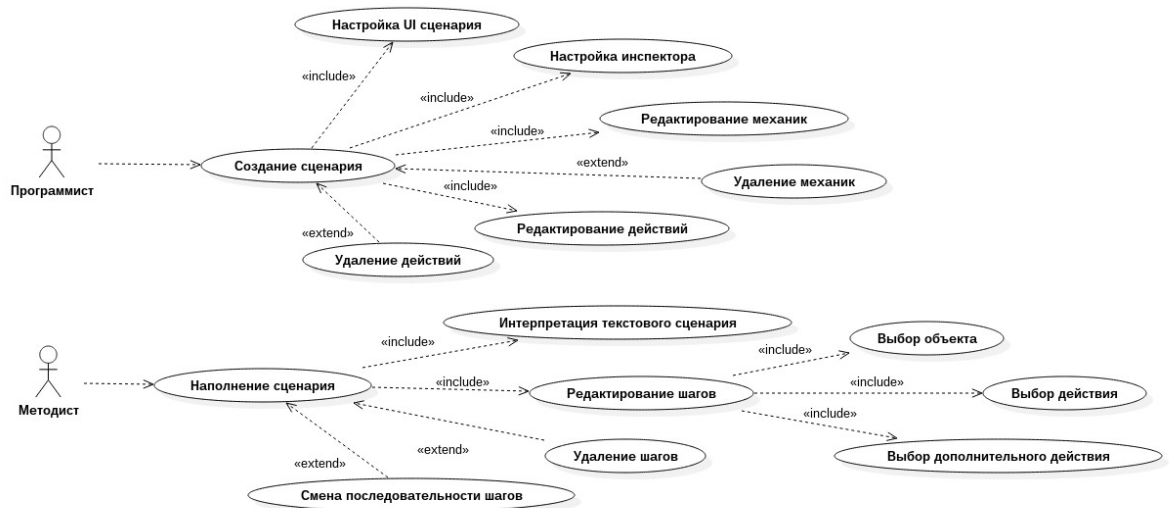 Настройка UI сценария
Настройка инспектора
«include»
«include»
Редактирование механик
«include»
Программист
Создание сценария
«extend»
Удаление механик
«include»
Редактирование действий
«extend»
Удаление действий
Интерпретация текстового сценария
«include»
Выбор объекта
«include»
Методист
Наполнение сценария
«include»
Редактирование шагов
«include»
Выбор действия
«include»
«extend»
Удаление шагов
Выбор дополнительного действия
«extend»
Смена последовательности шагов